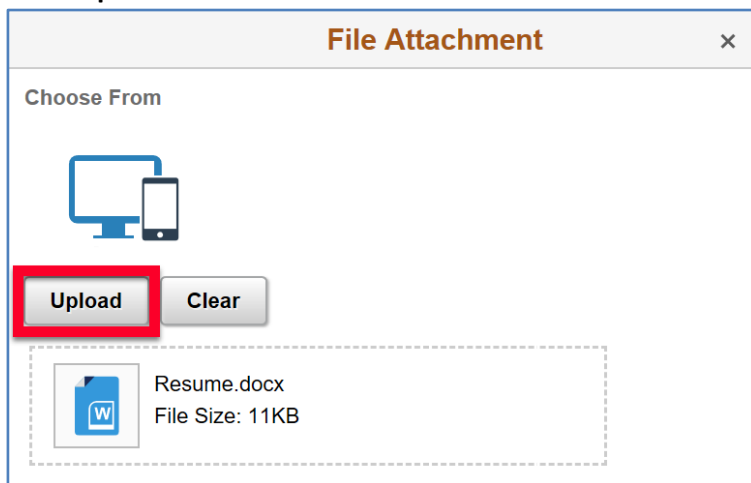 File Attachment ×
Choose From
Upload Clear
W
Resume.docx
File Size: 11KB